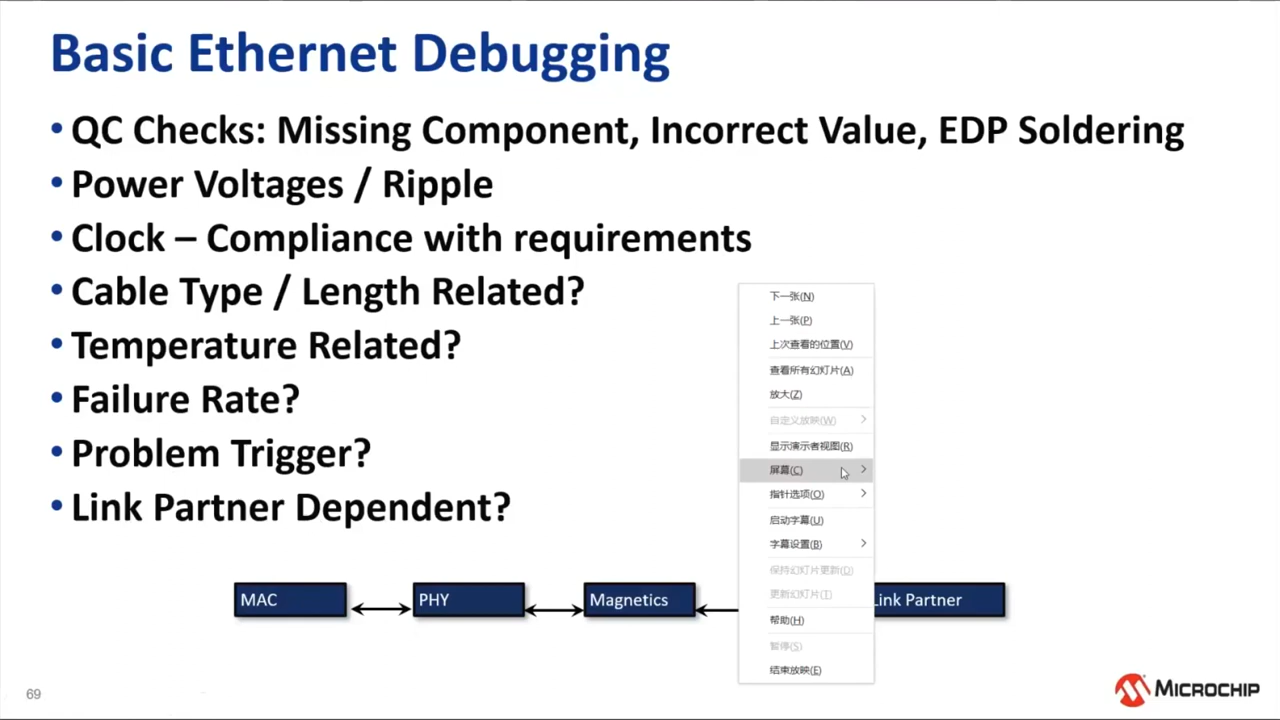 Basic Ethernet Debugging
• QC Checks: Missing Component, Incorrect Value, EDP Soldering
• Power Voltages / Ripple
• Clock – Compliance with requirements
• Cable Type / Length Related?
• Temperature Related?
• Failure Rate?
• Problem Trigger?
• Link Partner Dependent?
下一张(N)
上一张(P)
上次查看的位置(V)
查看所有幻灯片(A)
放大(Z)
自定义放映(W)
显示演示者视图(R)
屏幕(C)
指针选项(O)
启动字幕(U)
字幕设置(B)
保持幻灯片更新(D)
更新幻灯片(T)
帮助(H)
暂停(S)
结束放映(E)
MAC
PHY
Magnetics
Link Partner
69
MICROCHIP